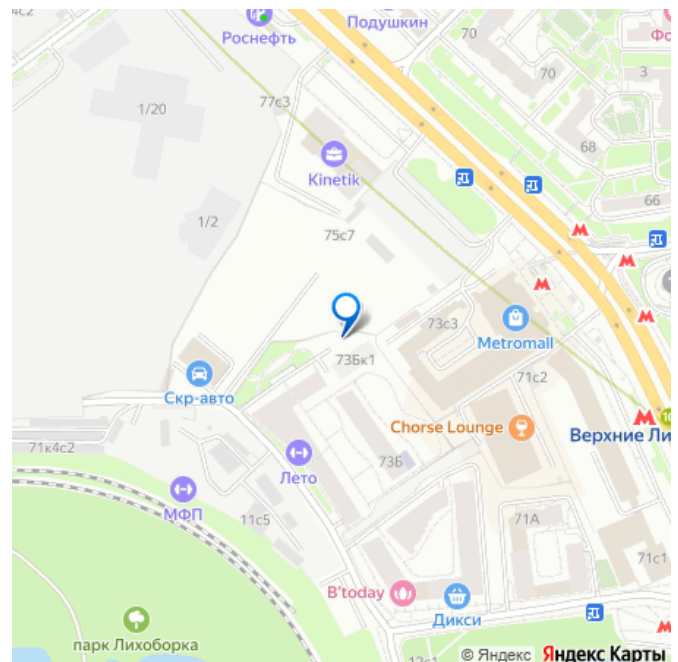 Подушкин
Роснефть
70
Фо
77с3
70
3
1/20
68
Kinetik
66
1/2
75с7
73с3
Metromall
73Бк1
71с2
Скр-авто
Chorse Lounge
Верхние Ли
71к4с2
73Б
Лето
МФП
11с5
71А
71с1
B'today
Дикси
парк Лихоборка
© Яндекс Яндекс Карты